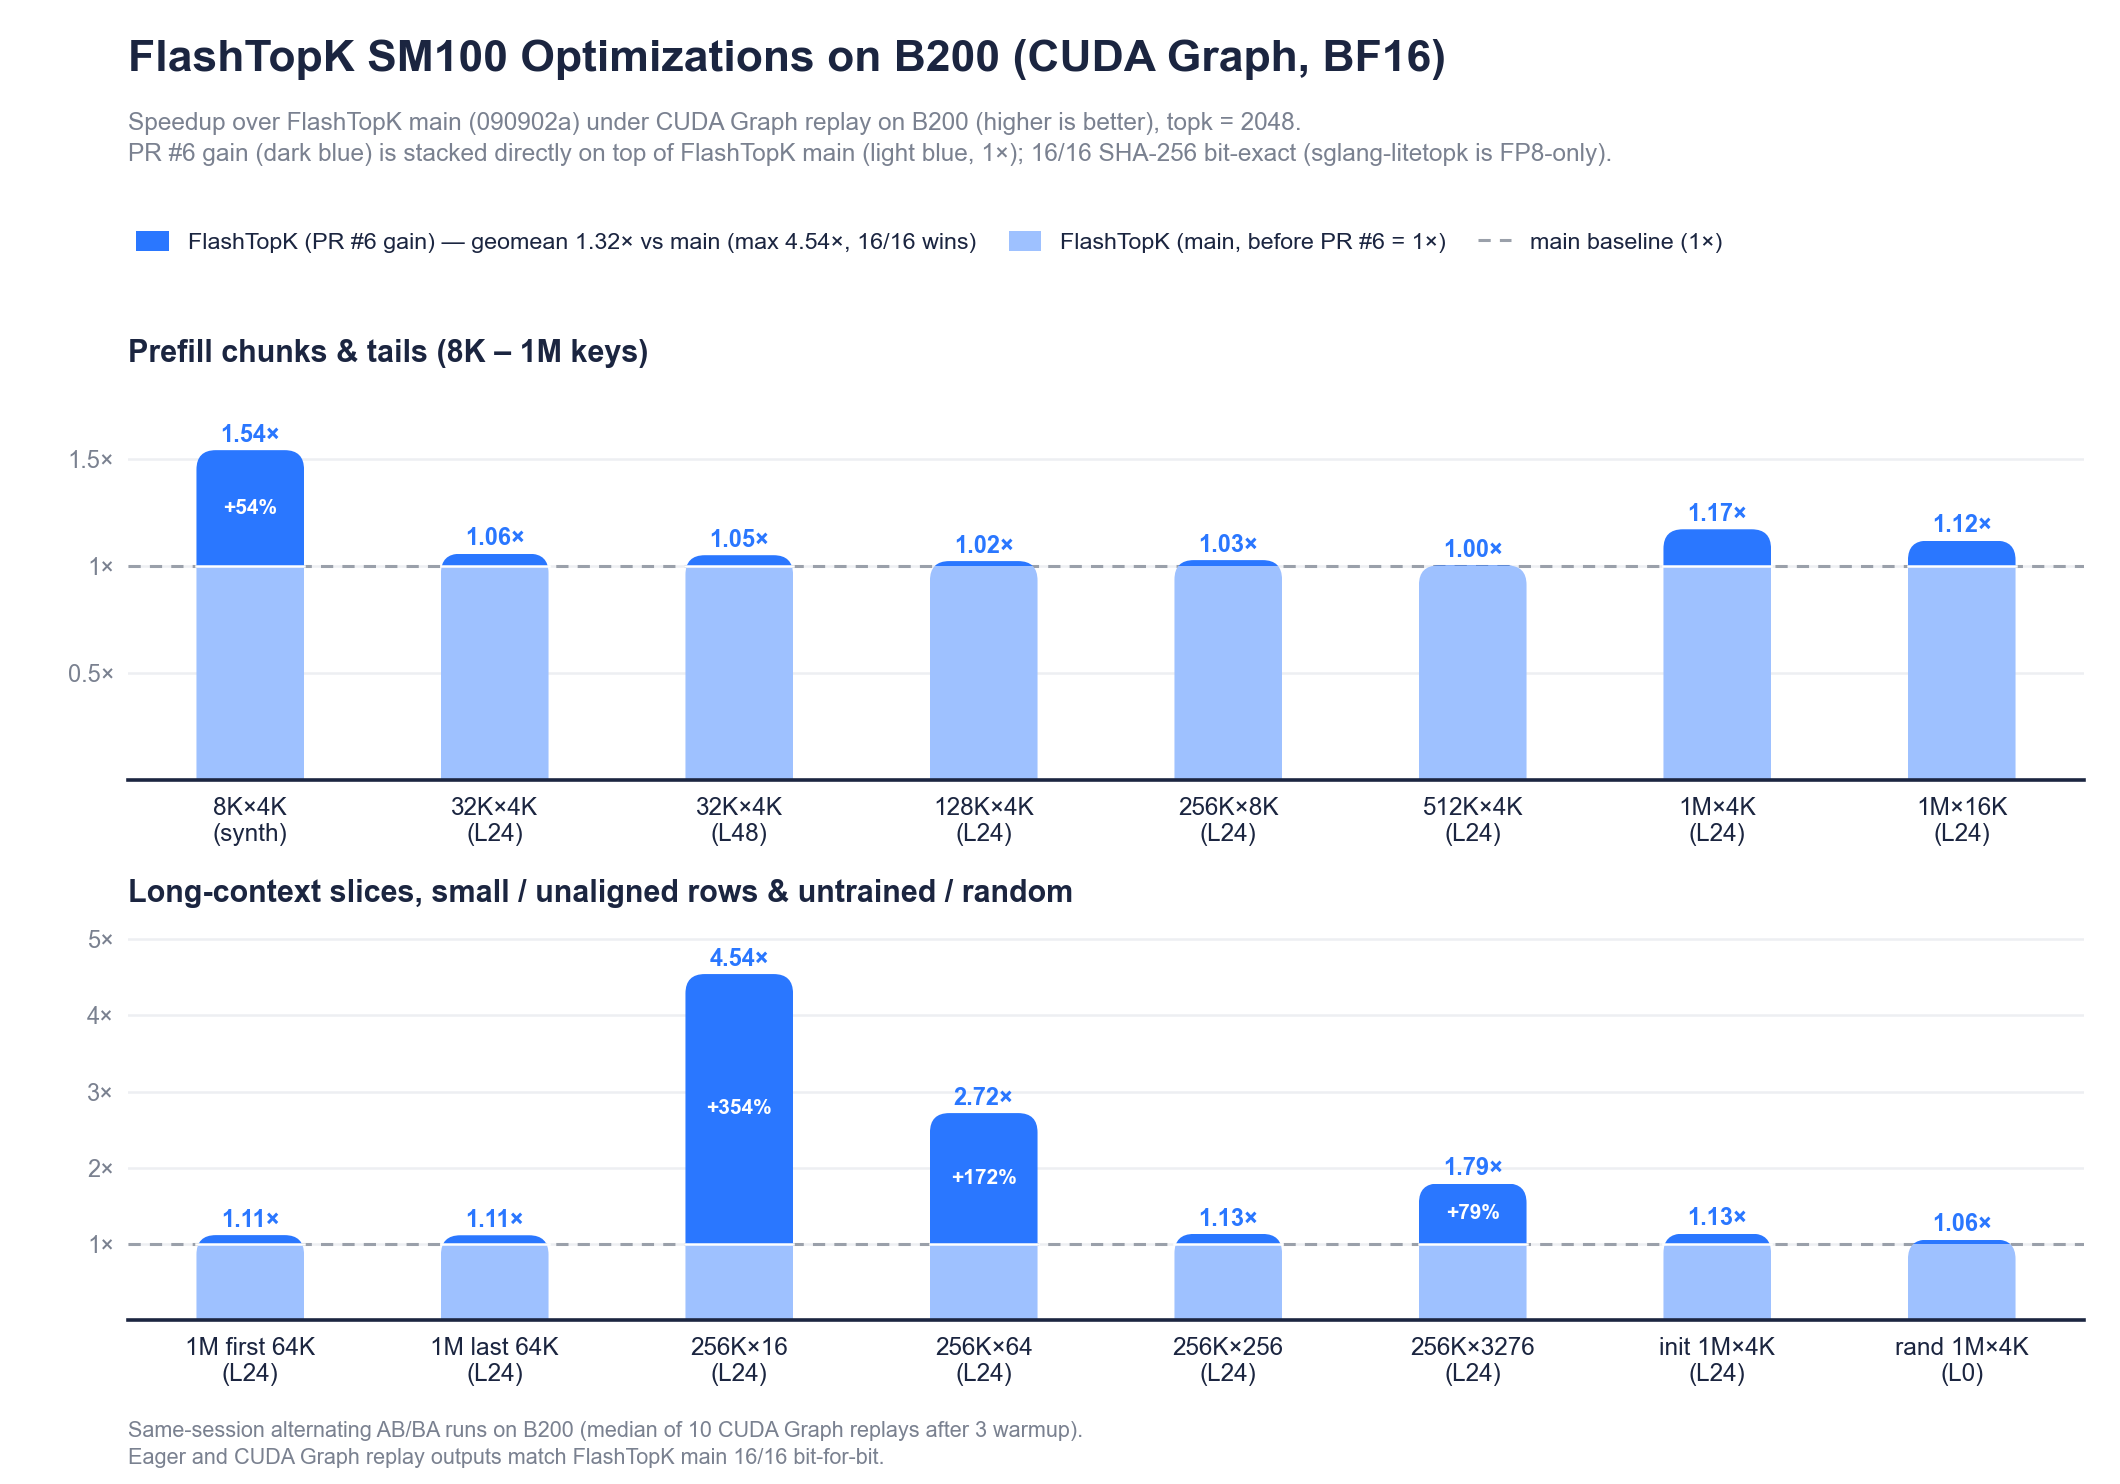 FlashTopK SM100 Optimizations on B200 (CUDA Graph, BF16)
Speedup over FlashTopK main (090902a) under CUDA Graph replay on B200 (higher is better), topk = 2048.
PR #6 gain (dark blue) is stacked directly on top of FlashTopK main (light blue, 1×); 16/16 SHA-256 bit-exact (sglang-litetopk is FP8-only).
FlashTopK (PR #6 gain) — geomean 1.32× vs main (max 4.54×, 16/16 wins) FlashTopK (main, before PR #6 = 1×) main baseline (1×)
Prefill chunks & tails (8K – 1M keys)
1.54×
1.5×
1.17×
+54%
1.12×
1.06× 1.05× 1.02× 1.03× 1.00×
1×
0.5×
8K×4K 32K×4K 32K×4K 128K×4K 256K×8K 512K×4K 1M×4K 1M×16K
(synth) (L24) (L48) (L24) (L24) (L24) (L24) (L24)
Long-context slices, small / unaligned rows & untrained / random
5×
4.54×
4×
3× 2.72×
+354%
2× +172% 1.79×
1.11× 1.11× 1.13× +79% 1.13× 1.06×
1×
1M first 64K 1M last 64K 256K×16 256K×64 256K×256 256K×3276 init 1M×4K rand 1M×4K
(L24) (L24) (L24) (L24) (L24) (L24) (L24) (L0)
Same-session alternating AB/BA runs on B200 (median of 10 CUDA Graph replays after 3 warmup).
Eager and CUDA Graph replay outputs match FlashTopK main 16/16 bit-for-bit.